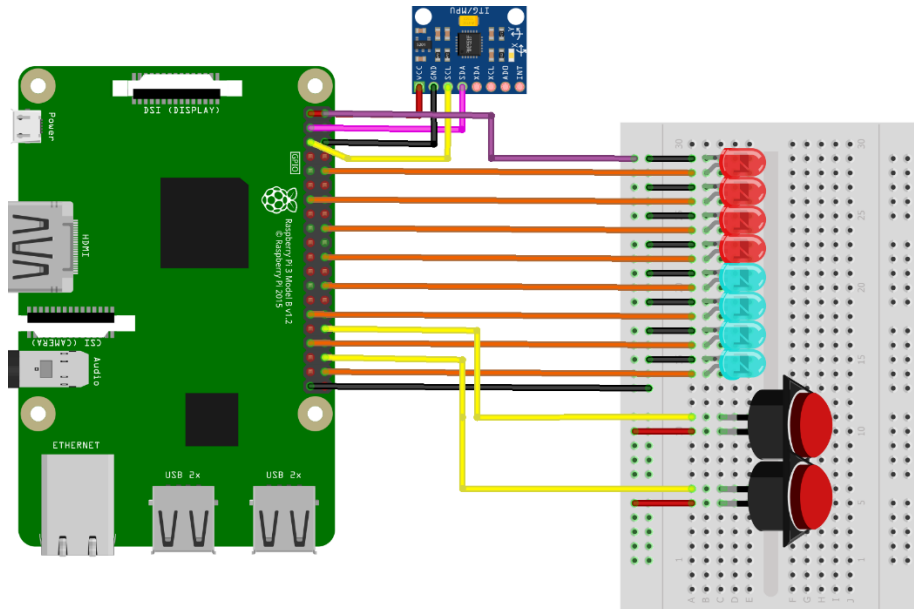 ITG/MPU
VCC
GND
SCL
SDA
XDA
XCL
ADO
INT
X
Y
DSI (DISPLAY)
Power
GPIO
HDMI
Raspberry Pi 3 Model B v1.2
© Raspberry Pi 2015
CSI (CAMERA)
Audio
ETHERNET
USB 2x
USB 2x
30
30
25
25
20
20
15
15
10
10
5
5
1
1
A
B
C
D
E
F
G
H
I
J